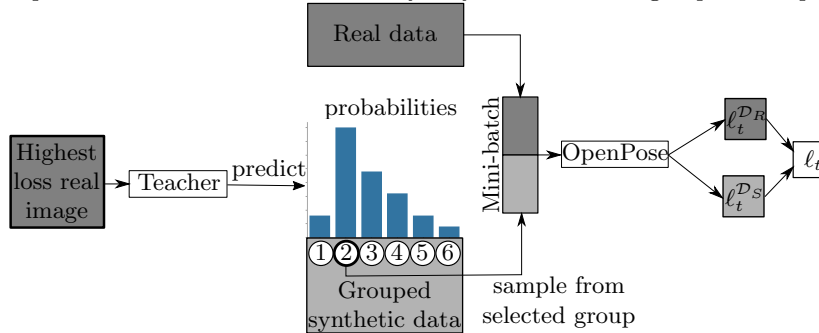 Real data
probabilities
Highest
loss real
image
Teacher
predict
Mini-batch
OpenPose
ℓ_t^{𝒟_R}
ℓ_t^{𝒟_S}
ℓ_t
1 2 3 4 5 6
Grouped
synthetic data
sample from
selected group